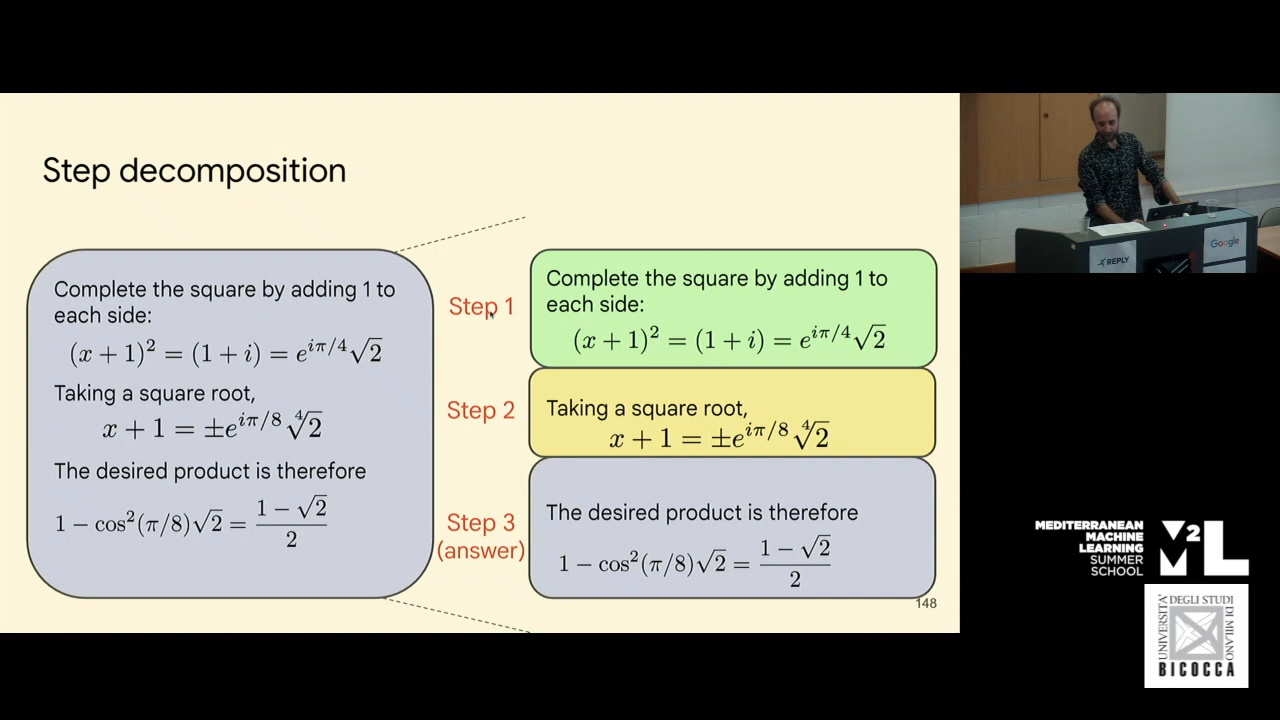 Step decomposition
Complete the square by adding 1 to
each side:
(x + 1)² = (1 + i) = e^{iπ/4}√2
Taking a square root,
x + 1 = ±e^{iπ/8} ∜2
The desired product is therefore
1 − cos²(π/8)√2 = (1 − √2)/2
Step 1
Step 2
Step 3
(answer)
Complete the square by adding 1 to
each side:
(x + 1)² = (1 + i) = e^{iπ/4}√2
Taking a square root,
x + 1 = ±e^{iπ/8} ∜2
The desired product is therefore
1 − cos²(π/8)√2 = (1 − √2)/2
148
REPLY
Google
MEDITERRANEAN
MACHINE
LEARNING
SUMMER
SCHOOL
M2L
UNIVERSITÀ
DEGLI STUDI
DI MILANO
BICOCCA